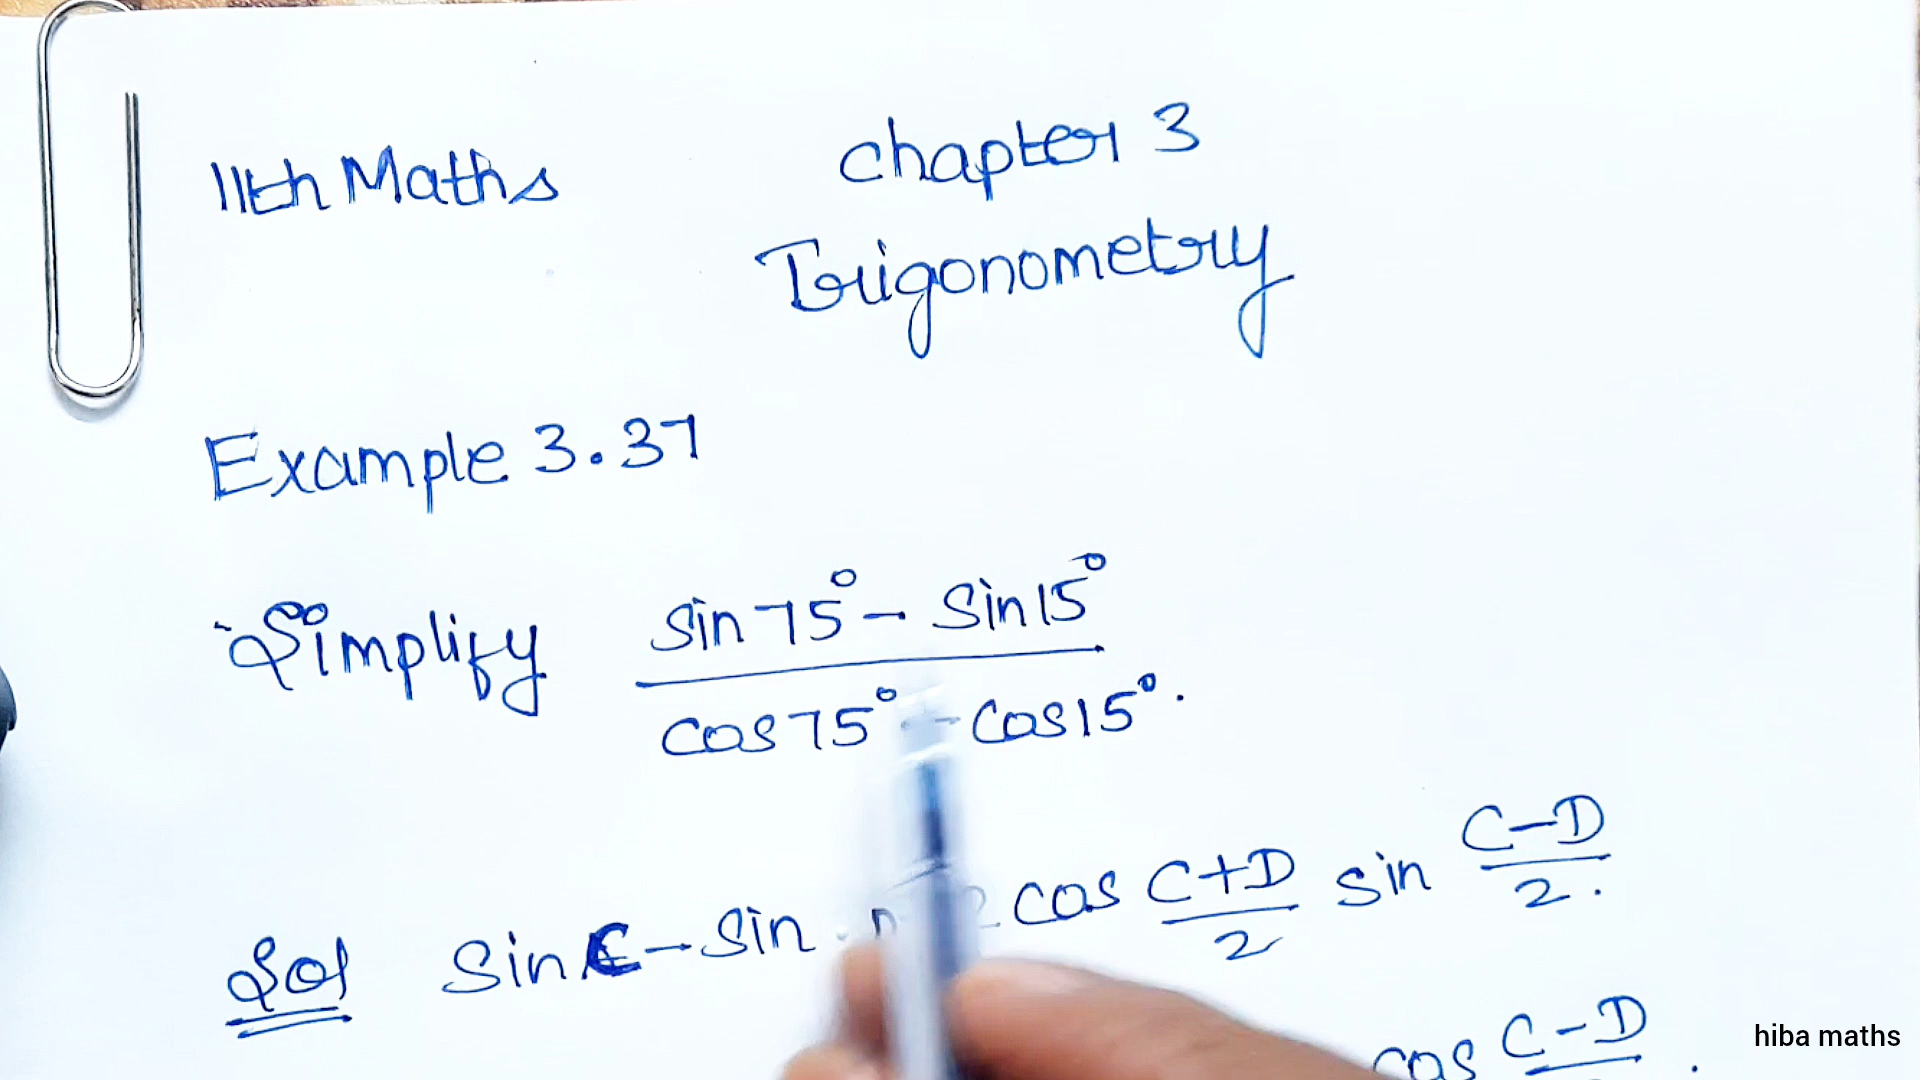 11th Maths chapter 3
Trigonometry
Example 3.37
Simplify sin 75° - Sin 15° / cos 75° - cos 15°.
Sol Sin C - Sin 2 cos C+D/2 sin C-D/2.
cos C-D
hiba maths